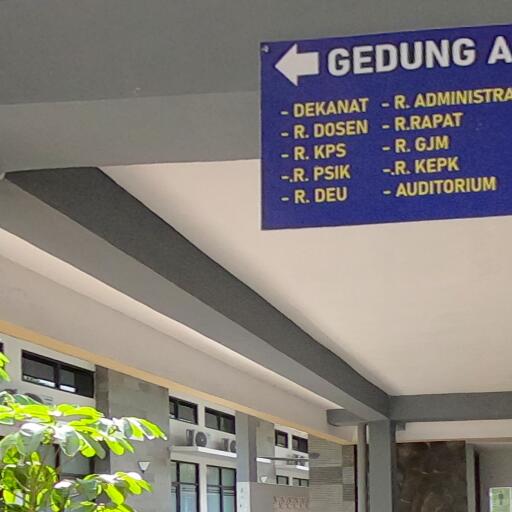 GEDUNG A
- DEKANAT
- R. DOSEN
- R. KPS
-.R. PSIK
- R. DEU
- R. ADMINISTRA
- R.RAPAT
- R. GJM
-.R. KEPK
- AUDITORIUM